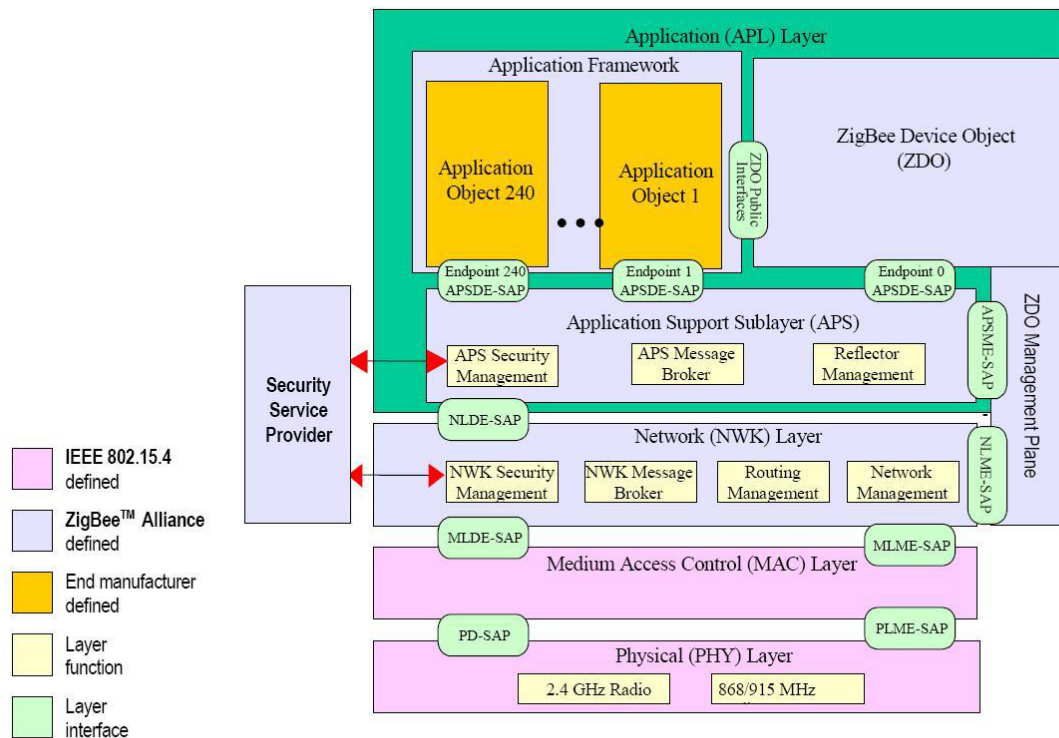 Application (APL) Layer
Application Framework
Application
Object 240
Application
Object 1
• • •
ZDO Public
Interfaces
ZigBee Device Object
(ZDO)
Endpoint 240
APSDE-SAP
Endpoint 1
APSDE-SAP
Endpoint 0
APSDE-SAP
Application Support Sublayer (APS)
APS Security
Management
APS Message
Broker
Reflector
Management
APSME-SAP
ZDO Management Plane
Security
Service
Provider
NLDE-SAP
Network (NWK) Layer
NWK Security
Management
NWK Message
Broker
Routing
Management
Network
Management
NLME-SAP
MLDE-SAP
MLME-SAP
Medium Access Control (MAC) Layer
PD-SAP
PLME-SAP
Physical (PHY) Layer
2.4 GHz Radio
868/915 MHz
IEEE 802.15.4
defined
ZigBee™ Alliance
defined
End manufacturer
defined
Layer
function
Layer
interface